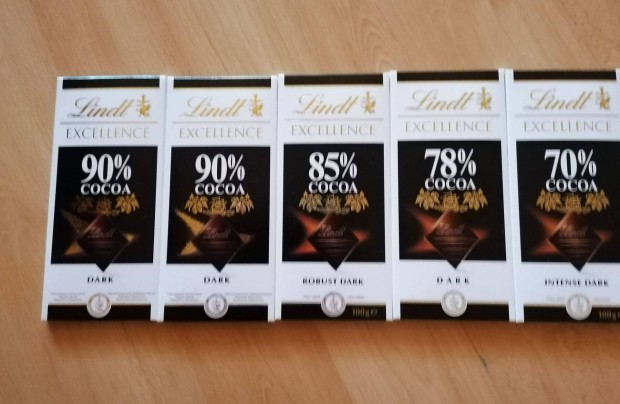 Lindt
EXCELLENCE
90%
COCOA
DARK
Lindt
EXCELLENCE
90%
COCOA
DARK
Lindt
EXCELLENCE
85%
COCOA
ROBUST DARK
100g
Lindt
EXCELLENCE
78%
COCOA
DARK
Lindt
EXCELLENCE
70%
COCOA
INTENSE DARK
100g